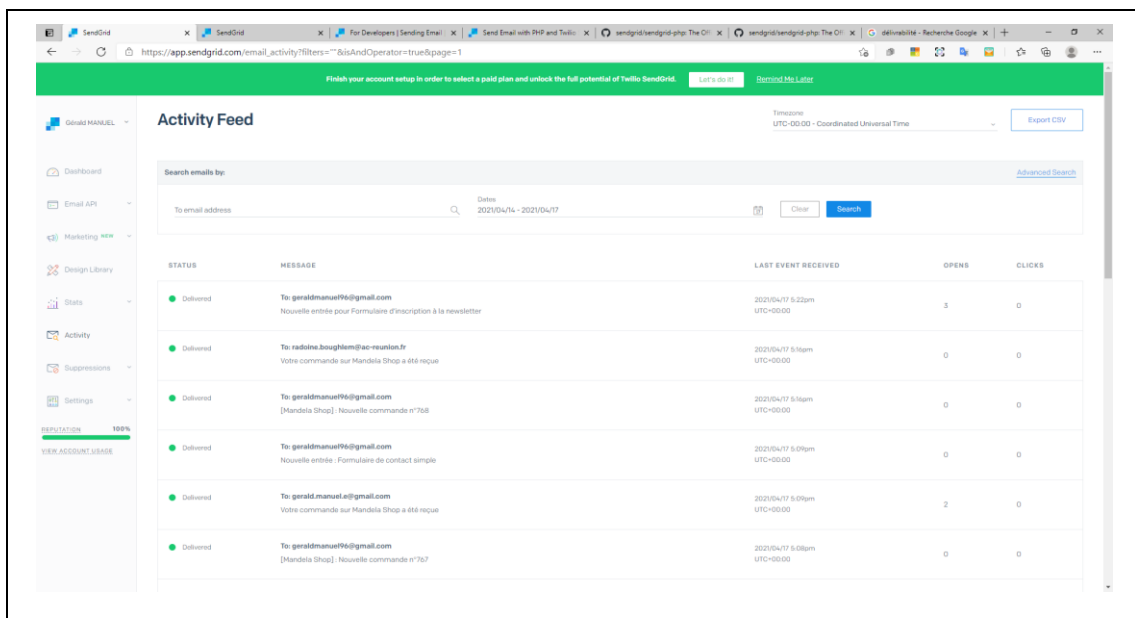 SendGrid
SendGrid
For Developers | Sending Email
Send Email with PHP and Twilio
sendgrid/sendgrid-php: The Offi
sendgrid/sendgrid-php: The Offi
délivrabilité - Recherche Google
https://app.sendgrid.com/email_activity?filters=""&isAndOperator=true&page=1
Finish your account setup in order to select a paid plan and unlock the full potential of Twilio SendGrid. Let's do it! Remind Me Later
Gérald MANUEL
Activity Feed
Timezone
UTC-00:00 - Coordinated Universal Time
Export CSV
Dashboard
Email API
Marketing NEW
Design Library
Stats
Activity
Suppressions
Settings
REPUTATION 100%
VIEW ACCOUNT USAGE
Search emails by:
Advanced Search
To email address
Dates
2021/04/14 - 2021/04/17
Clear
Search
STATUS MESSAGE LAST EVENT RECEIVED OPENS CLICKS
Delivered To: geraldmanuel96@gmail.com
Nouvelle entrée pour Formulaire d'inscription à la newsletter
2021/04/17 5:22pm
UTC+00:00
3 0
Delivered To: radoine.boughlem@ac-reunion.fr
Votre commande sur Mandela Shop a été reçue
2021/04/17 5:16pm
UTC+00:00
0 0
Delivered To: geraldmanuel96@gmail.com
[Mandela Shop] : Nouvelle commande n°768
2021/04/17 5:16pm
UTC+00:00
0 0
Delivered To: geraldmanuel96@gmail.com
Nouvelle entrée : Formulaire de contact simple
2021/04/17 5:09pm
UTC+00:00
0 0
Delivered To: gerald.manuel.e@gmail.com
Votre commande sur Mandela Shop a été reçue
2021/04/17 5:09pm
UTC+00:00
2 0
Delivered To: geraldmanuel96@gmail.com
[Mandela Shop] : Nouvelle commande n°767
2021/04/17 5:08pm
UTC+00:00
0 0